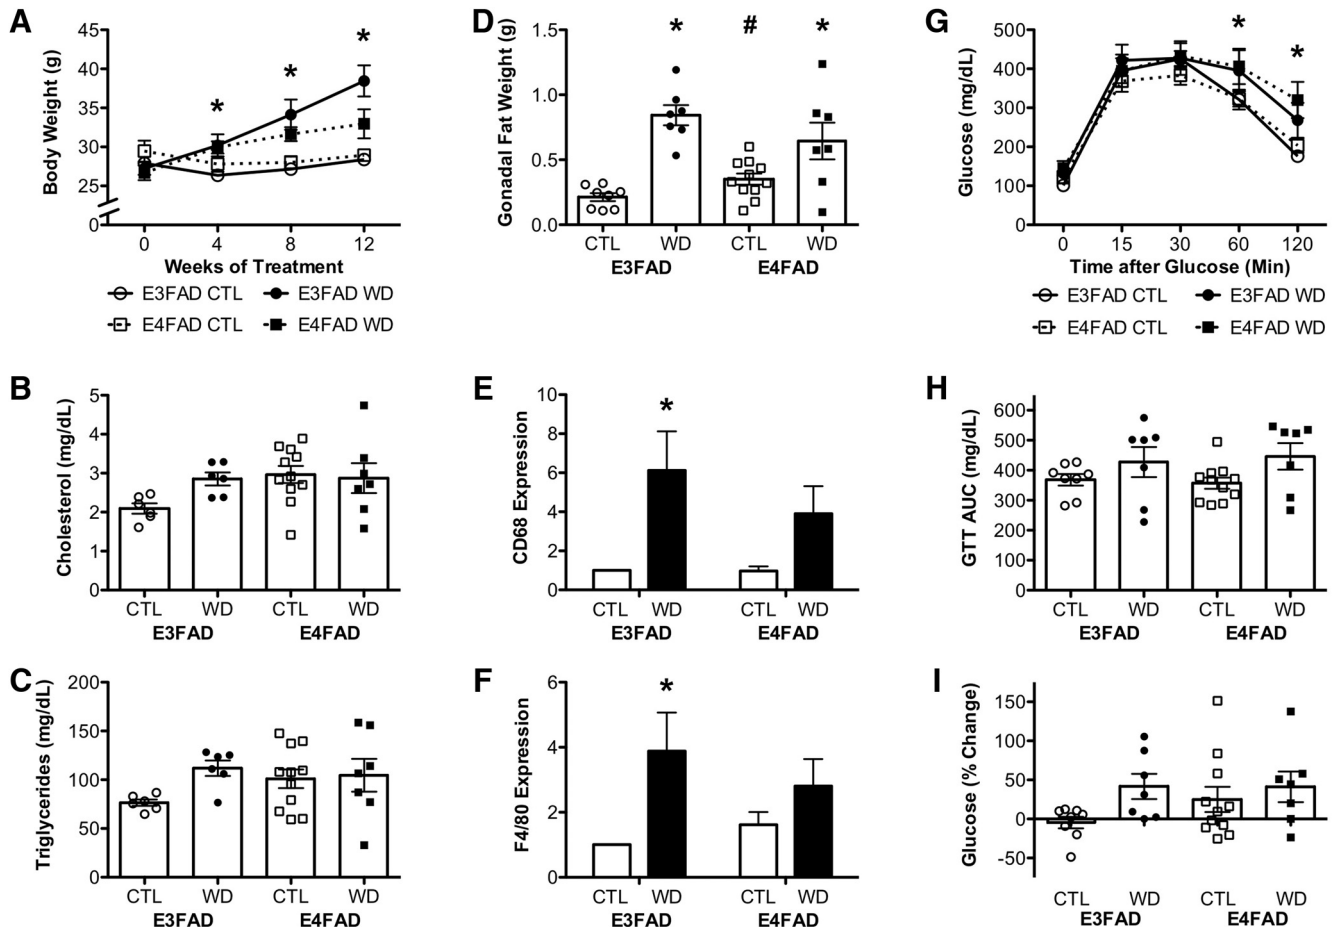 A
Body Weight (g)
45
40
35
30
25
0
*
*
*
0 4 8 12
Weeks of Treatment
E3FAD CTL E3FAD WD
E4FAD CTL E4FAD WD
B
Cholesterol (mg/dL)
5
4
3
2
1
0
CTL WD CTL WD
E3FAD E4FAD
C
Triglycerides (mg/dL)
200
150
100
50
0
CTL WD CTL WD
E3FAD E4FAD
D
Gonadal Fat Weight (g)
1.5
1.0
0.5
0.0
* # *
CTL WD CTL WD
E3FAD E4FAD
E
CD68 Expression
10
8
6
4
2
0
*
CTL WD CTL WD
E3FAD E4FAD
F
F4/80 Expression
6
4
2
0
*
CTL WD CTL WD
E3FAD E4FAD
G
Glucose (mg/dL)
500
400
300
200
100
0
*
*
0 15 30 60 120
Time after Glucose (Min)
E3FAD CTL E3FAD WD
E4FAD CTL E4FAD WD
H
GTT AUC (mg/dL)
600
500
400
300
200
100
0
CTL WD CTL WD
E3FAD E4FAD
I
Glucose (% Change)
150
100
50
0
-50
CTL WD CTL WD
E3FAD E4FAD